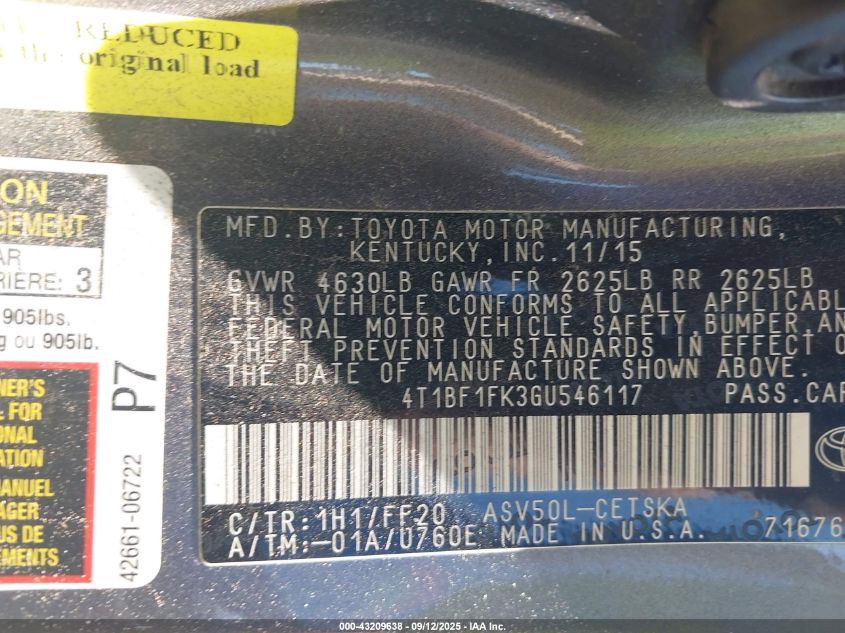 REDUCED
original load
ON
GEMENT
AR
RIÈRE: 3
905lbs.
g ou 905lb.
NER'S
L FOR
ONAL
ATION
MANUEL
AGER
US DE
EMENTS
P7
42661-06722
MFD.BY:TOYOTA MOTOR MANUFACTURING,
KENTUCKY,INC.11/15
GVWR 4630LB GAWR FR 2625LB RR 2625LB
THIS VEHICLE CONFORMS TO ALL APPLICABL
FEDERAL MOTOR VEHICLE SAFETY,BUMPER,AN
THEFT PREVENTION STANDARDS IN EFFECT O
THE DATE OF MANUFACTURE SHOWN ABOVE.
4T1BF1FK3GU546117 PASS.CAR
C/TR:1H1/FF20 ASV50L-CETSKA
A/TM:-01A/U760E MADE IN U.S.A. 71676
000-43209638 - 09/12/2025 - IAA Inc.